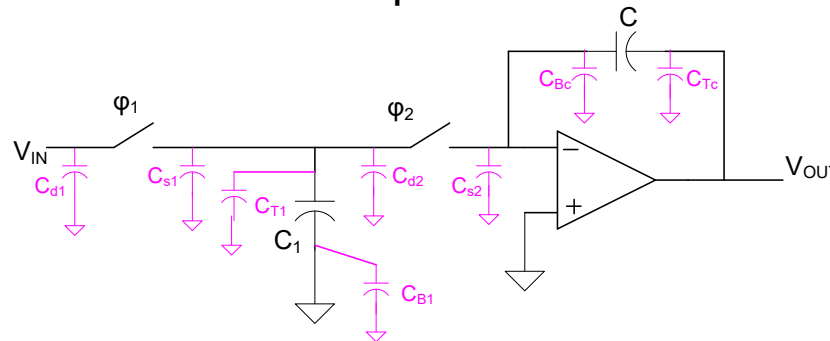 C
C_Bc
C_Tc
φ₁
φ₂
V_IN
C_d1
C_s1
C_T1
C_d2
C_s2
−
+
V_OUT
C₁
C_B1